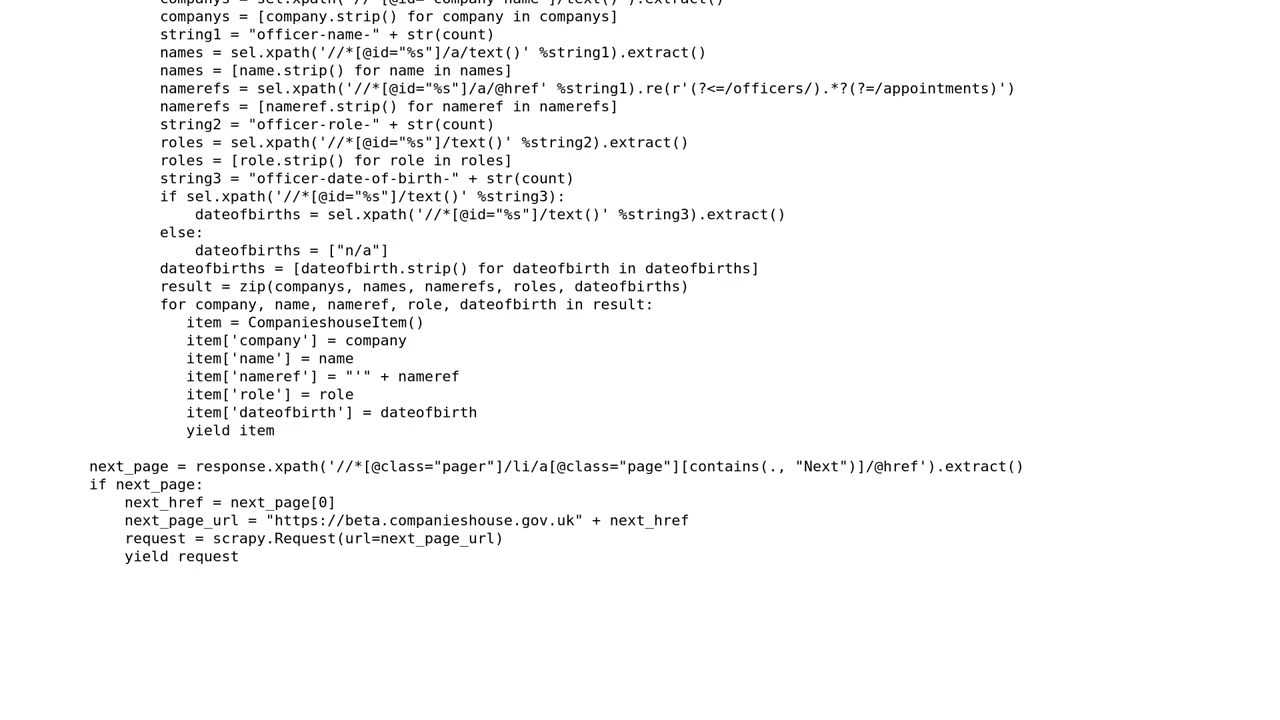 companys = [company.strip() for company in companys]
string1 = "officer-name-" + str(count)
names = sel.xpath('//*[@id="%s"]/a/text()' %string1).extract()
names = [name.strip() for name in names]
namerefs = sel.xpath('//*[@id="%s"]/a/@href' %string1).re(r'(?<=/officers/).*?(?=/appointments)')
namerefs = [nameref.strip() for nameref in namerefs]
string2 = "officer-role-" + str(count)
roles = sel.xpath('//*[@id="%s"]/text()' %string2).extract()
roles = [role.strip() for role in roles]
string3 = "officer-date-of-birth-" + str(count)
if sel.xpath('//*[@id="%s"]/text()' %string3):
    dateofbirths = sel.xpath('//*[@id="%s"]/text()' %string3).extract()
else:
    dateofbirths = ["n/a"]
dateofbirths = [dateofbirth.strip() for dateofbirth in dateofbirths]
result = zip(companys, names, namerefs, roles, dateofbirths)
for company, name, nameref, role, dateofbirth in result:
   item = CompanieshouseItem()
   item['company'] = company
   item['name'] = name
   item['nameref'] = "'" + nameref
   item['role'] = role
   item['dateofbirth'] = dateofbirth
   yield item
next_page = response.xpath('//*[@class="pager"]/li/a[@class="page"][contains(., "Next")]/@href').extract()
if next_page:
    next_href = next_page[0]
    next_page_url = "https://beta.companieshouse.gov.uk" + next_href
    request = scrapy.Request(url=next_page_url)
    yield request